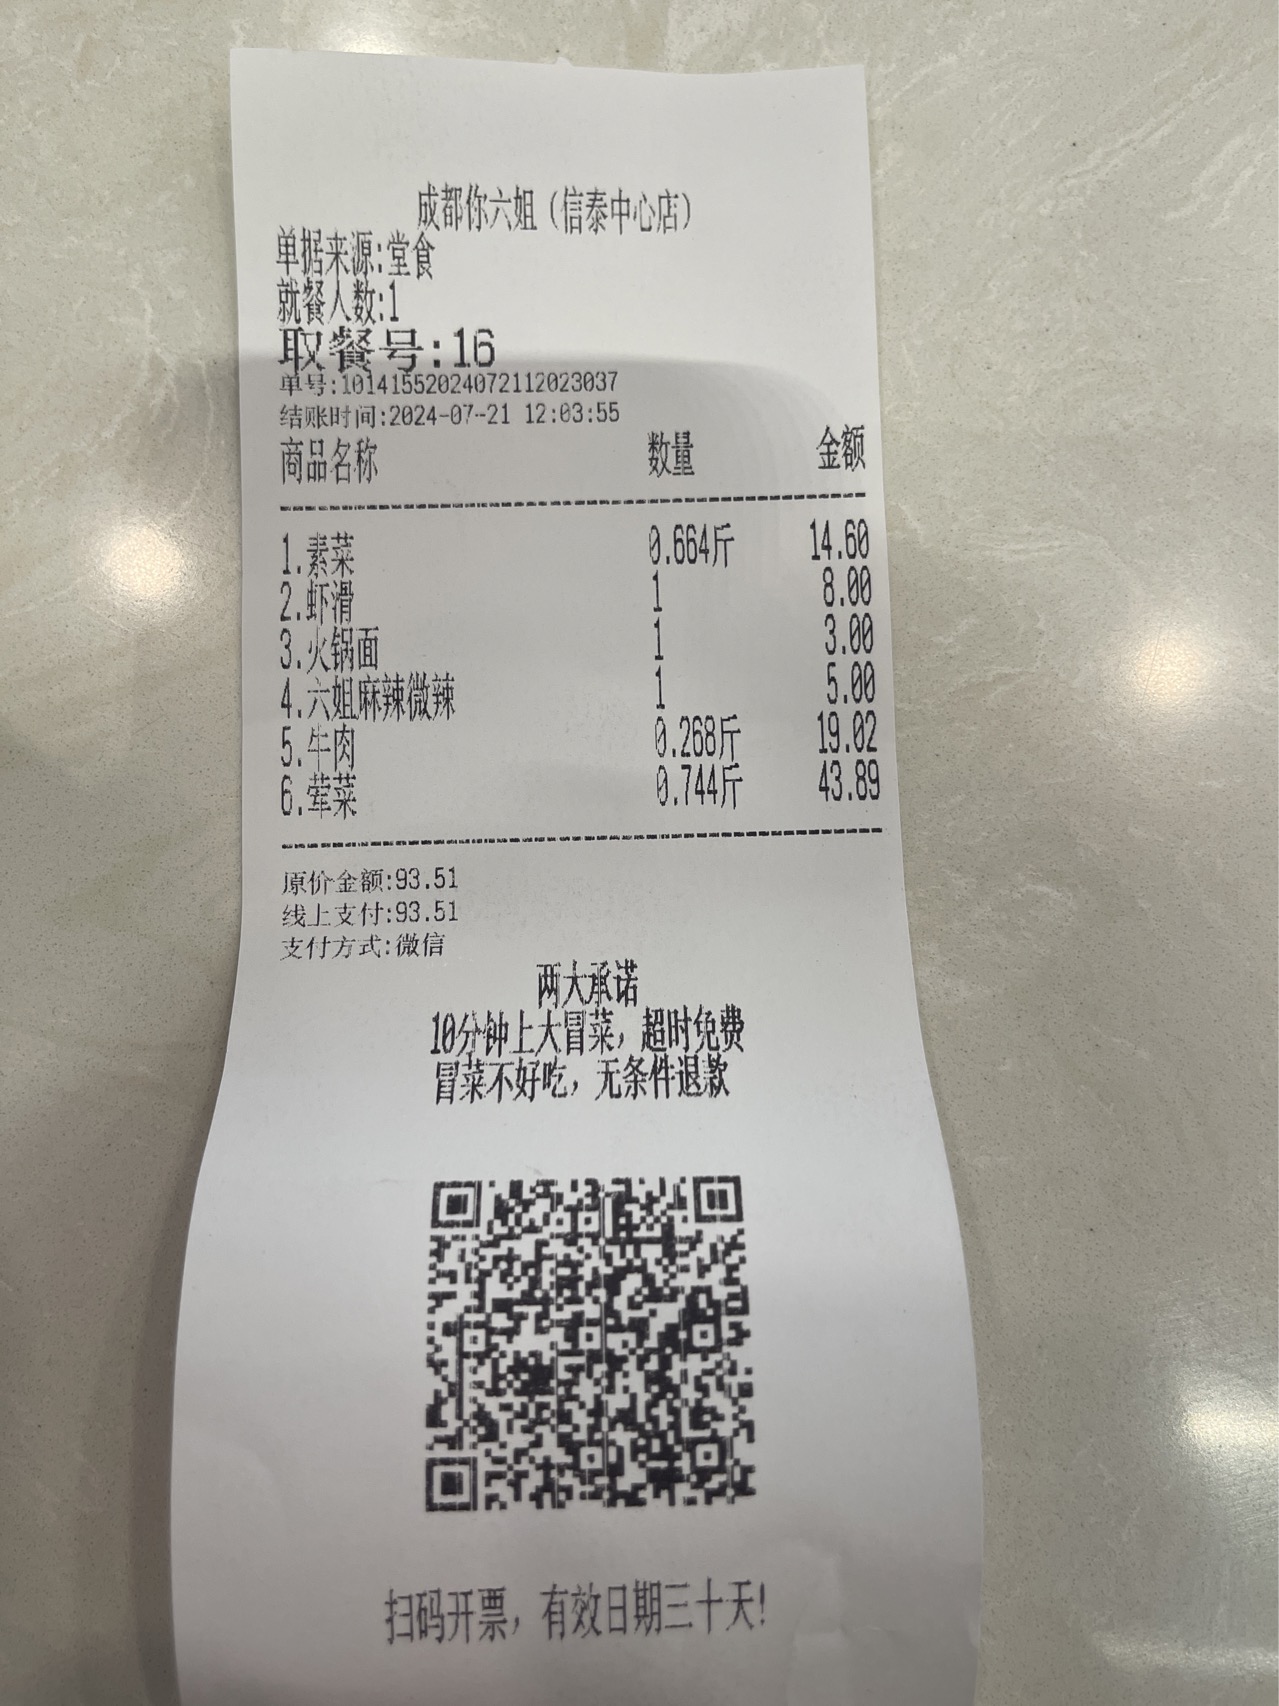 成都你六姐（信泰中心店）
单据来源:堂食
就餐人数:1
取餐号:16
单号:10141552024072112023037
结账时间:2024-07-21 12:03:55
商品名称 数量 金额
1.素菜 0.664斤 14.60
2.虾滑 1 8.00
3.火锅面 1 3.00
4.六姐麻辣微辣 1 5.00
5.牛肉 0.268斤 19.02
6.荤菜 0.744斤 43.89
原价金额:93.51
线上支付:93.51
支付方式:微信
两大承诺
10分钟上大冒菜，超时免费
冒菜不好吃，无条件退款
扫码开票，有效日期三十天!